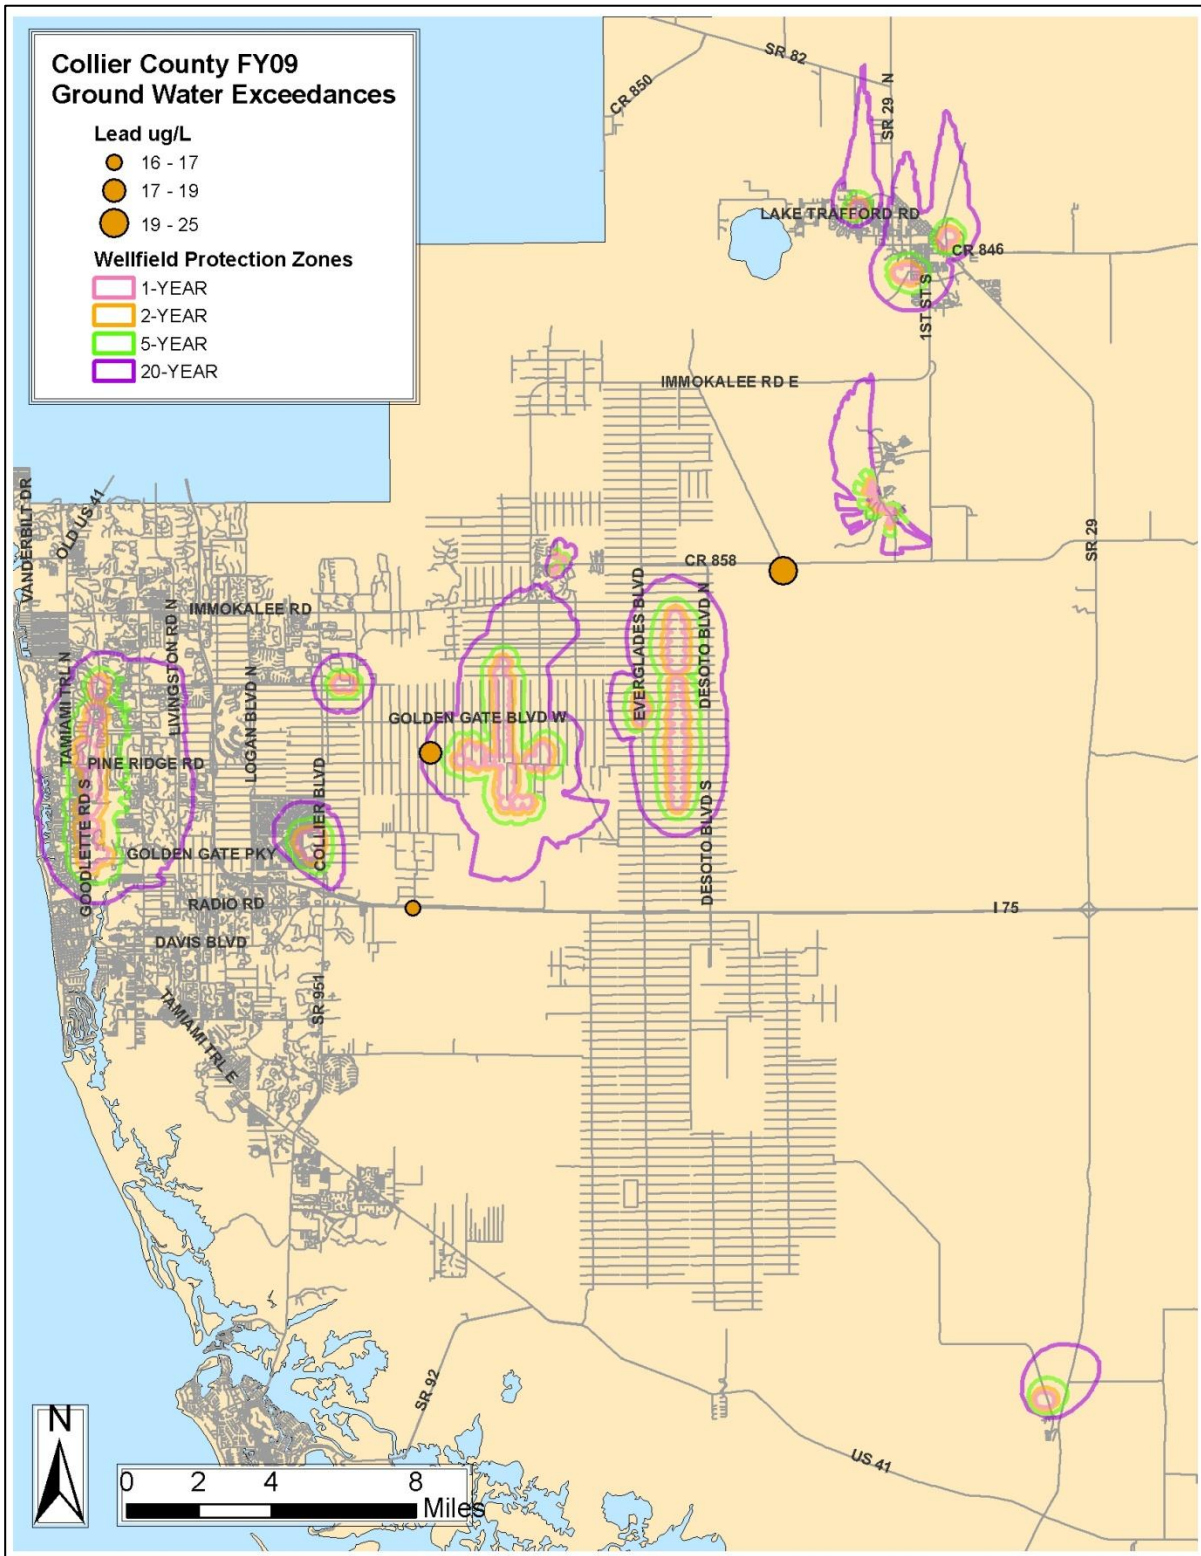 Collier County FY09
Ground Water Exceedances
Lead ug/L
16 - 17
17 - 19
19 - 25
Wellfield Protection Zones
1-YEAR
2-YEAR
5-YEAR
20-YEAR
SR 82
CR 850
SR 29 N
LAKE TRAFFORD RD
CR 846
1ST ST S
IMMOKALEE RD E
VANDERBILT DR
OLD US 41
SR 29
CR 858
IMMOKALEE RD
EVERGLADES BLVD
DESOTO BLVD N
TAMIAMI TRL N
LIVINGSTON RD N
LOGAN BLVD N
GOLDEN GATE BLVD W
PINE RIDGE RD
COLLIER BLVD
GOODLETTE RD S
GOLDEN GATE PKY
DESOTO BLVD S
RADIO RD
I 75
DAVIS BLVD
SR 951
TAMIAMI TRL E
SR 92
US 41
N
0 2 4 8
Miles